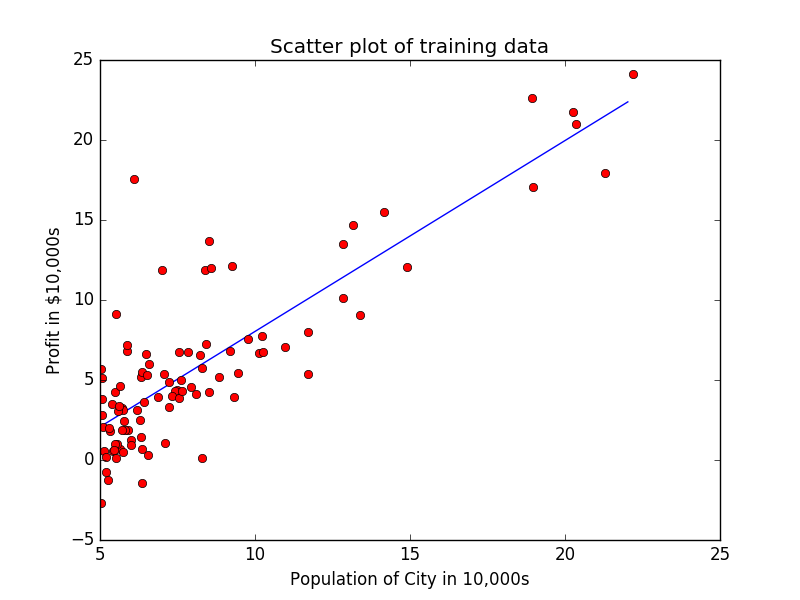 Scatter plot of training data
25
20
15
10
5
0
−5
Profit in $10,000s
5 10 15 20 25
Population of City in 10,000s